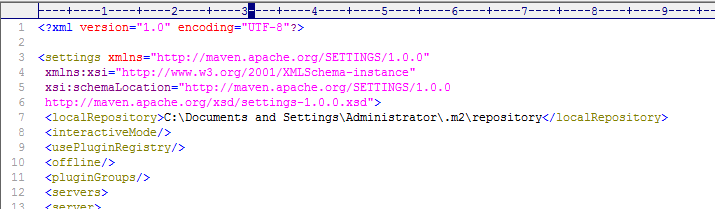 ----+----1----+----2----+----3----+----4----+----5----+----6----+----7----+----8----+----9----+--
1 <?xml version="1.0" encoding="UTF-8"?>
2
3 <settings xmlns="http://maven.apache.org/SETTINGS/1.0.0"
4 xmlns:xsi="http://www.w3.org/2001/XMLSchema-instance"
5 xsi:schemaLocation="http://maven.apache.org/SETTINGS/1.0.0
6 http://maven.apache.org/xsd/settings-1.0.0.xsd">
7 <localRepository>C:\Documents and Settings\Administrator\.m2\repository</localRepository>
8 <interactiveMode/>
9 <usePluginRegistry/>
10 <offline/>
11 <pluginGroups/>
12 <servers>
13 <server>